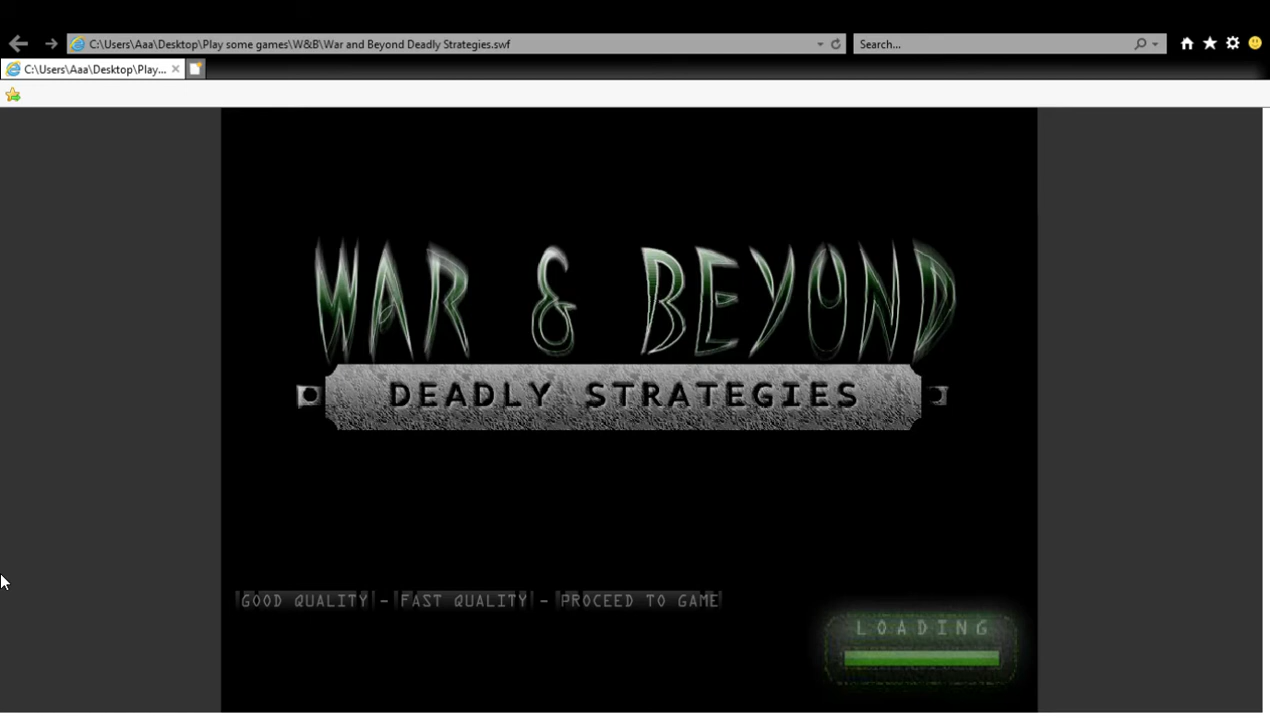 C:\Users\Aaa\Desktop\Play some games\W&B\War and Beyond Deadly Strategies.swf
Search...
C:\Users\Aaa\Desktop\Play...
WAR & BEYOND
DEADLY STRATEGIES
GOOD QUALITY - FAST QUALITY - PROCEED TO GAME
LOADING